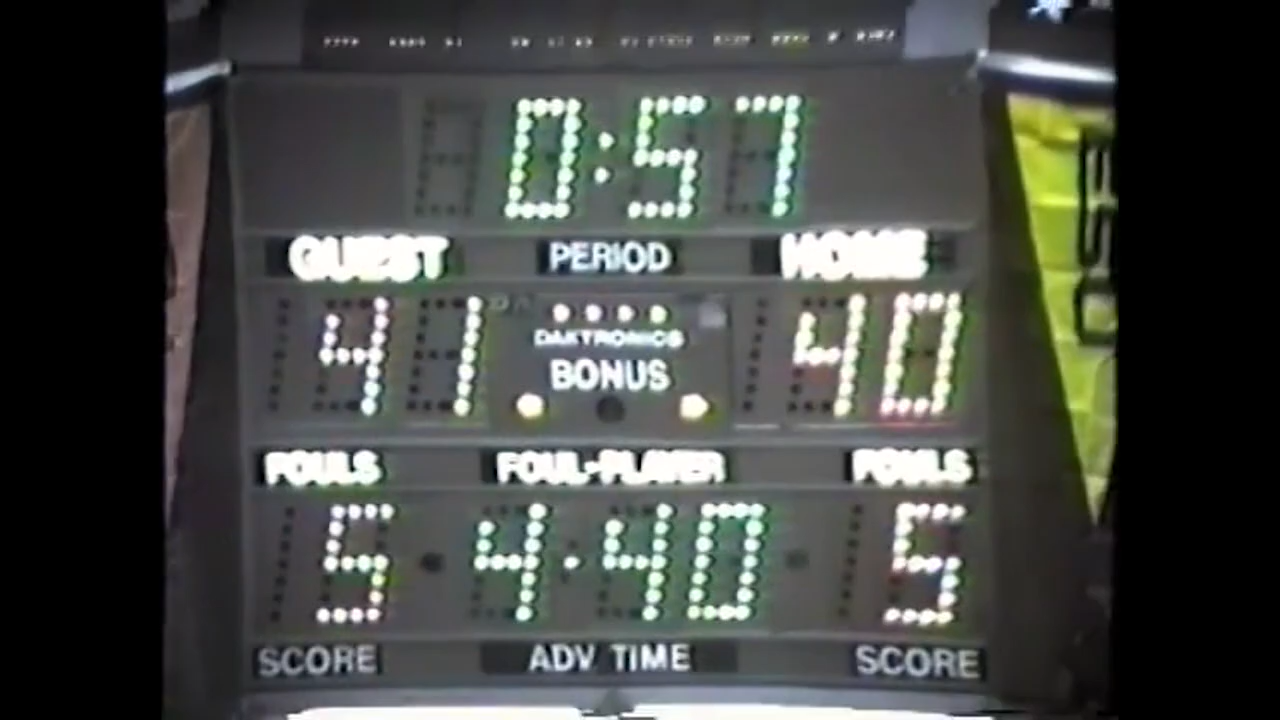 0:57
GUEST PERIOD HOME
41 40
DAKTRONICS
BONUS
FOULS FOUL-PLAYER FOULS
5 4:40 5
SCORE ADV TIME SCORE